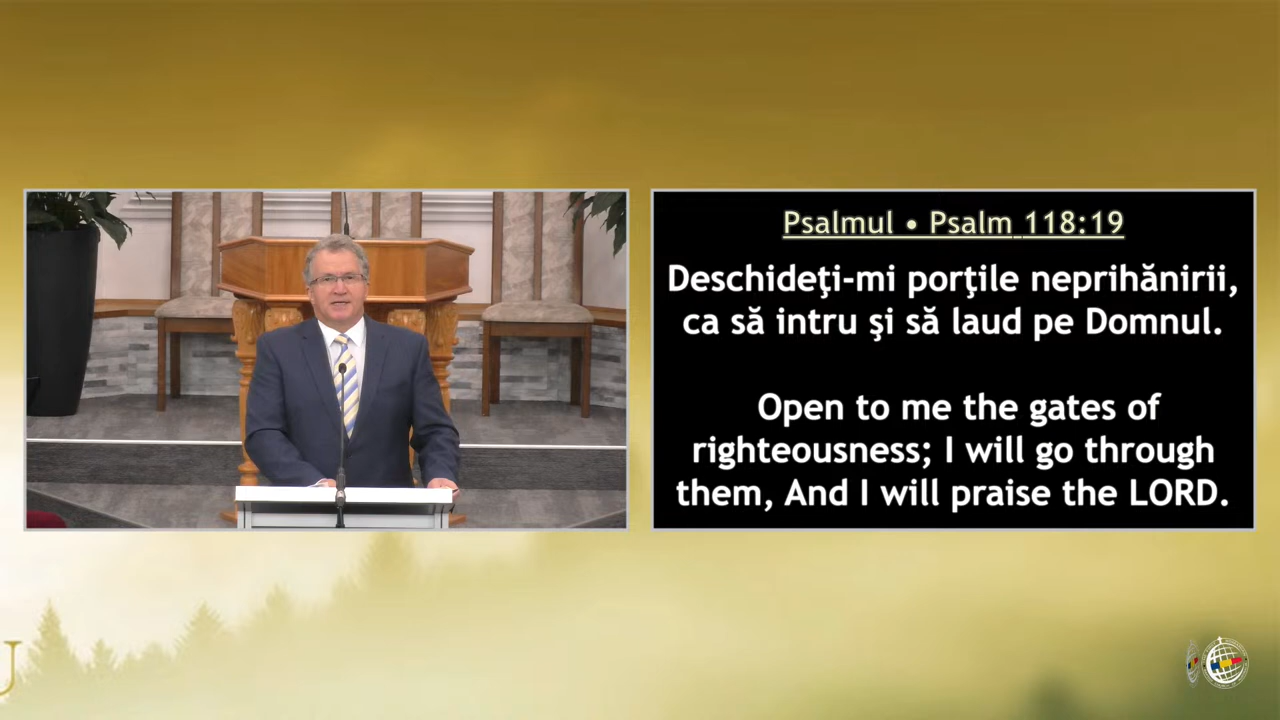 Psalmul • Psalm 118:19
Deschideţi-mi porţile neprihănirii,
ca să intru şi să laud pe Domnul.
Open to me the gates of
righteousness; I will go through
them, And I will praise the LORD.